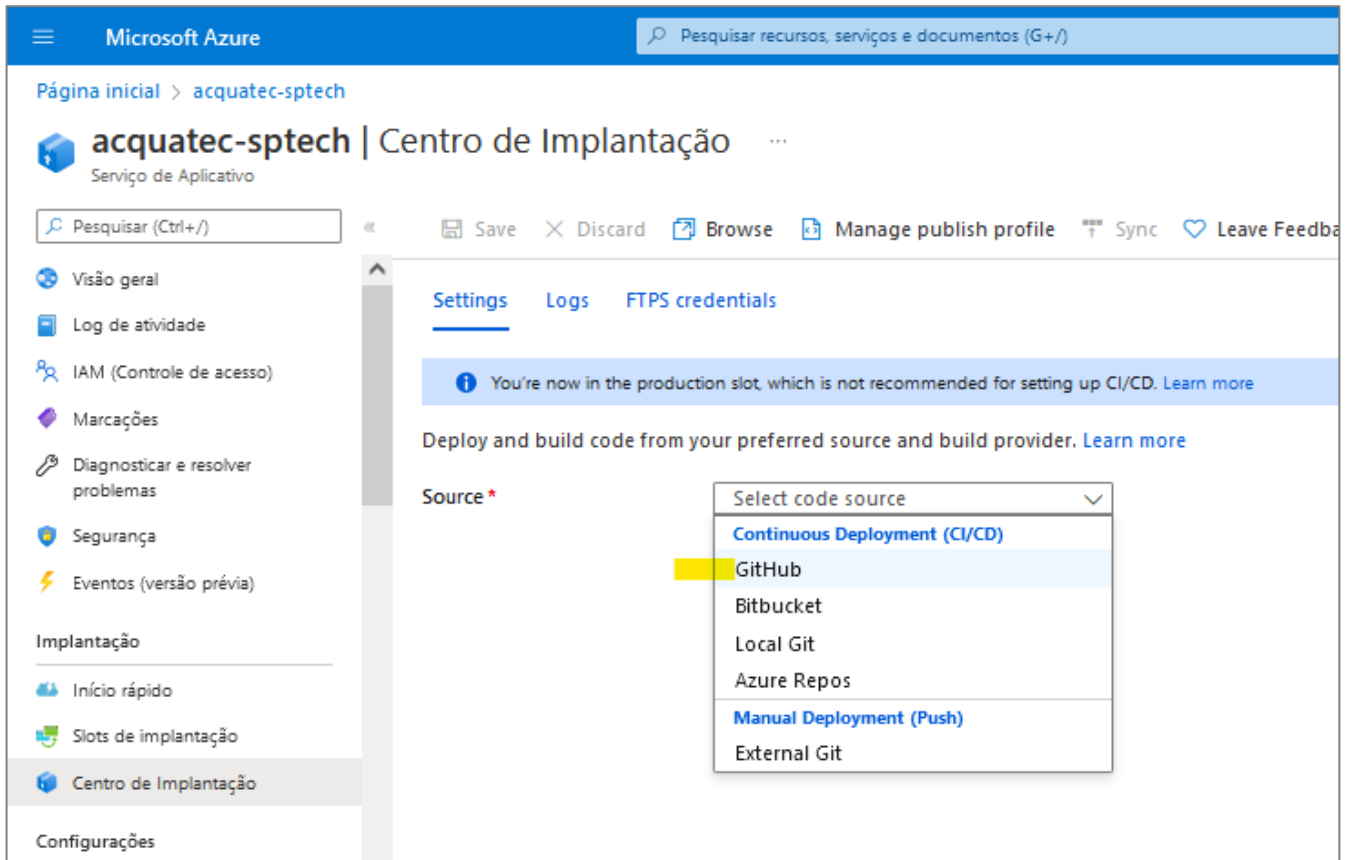 Microsoft Azure
Pesquisar recursos, serviços e documentos (G+/)
Página inicial > acquatec-sptech
acquatec-sptech | Centro de Implantação ...
Serviço de Aplicativo
Pesquisar (Ctrl+/)
«
Save
Discard
Browse
Manage publish profile
Sync
Leave Feedba
Visão geral
Log de atividade
IAM (Controle de acesso)
Marcações
Diagnosticar e resolver
problemas
Segurança
Eventos (versão prévia)
Implantação
Início rápido
Slots de implantação
Centro de Implantação
Configurações
Settings
Logs
FTPS credentials
You're now in the production slot, which is not recommended for setting up CI/CD. Learn more
Deploy and build code from your preferred source and build provider. Learn more
Source *
Select code source
Continuous Deployment (CI/CD)
GitHub
Bitbucket
Local Git
Azure Repos
Manual Deployment (Push)
External Git